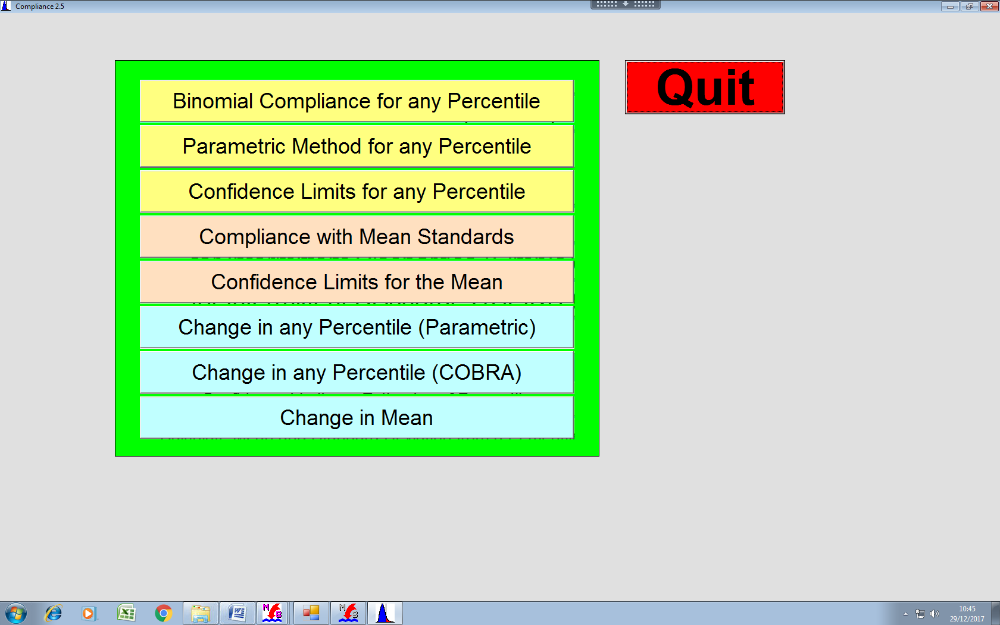 Compliance 2.5
Quit
Binomial Compliance for any Percentile
Parametric Method for any Percentile
Confidence Limits for any Percentile
Compliance with Mean Standards
Confidence Limits for the Mean
Change in any Percentile (Parametric)
Change in any Percentile (COBRA)
Change in Mean
M B
M B
10:45
29/12/2017